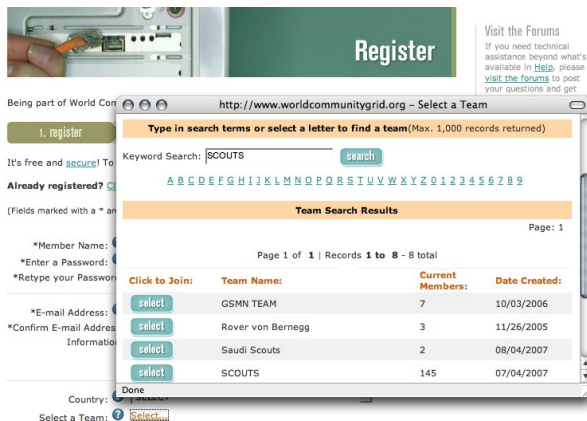 Register
Visit the Forums
If you need technical
assistance beyond what's
available in Help, please
visit the forums to post
your questions and get
Being part of World Com
1. register
It's free and secure! To
Already registered? Cl
(Fields marked with a * are
*Member Name:
*Enter a Password:
*Retype your Password
*E-mail Address:
*Confirm E-mail Addres
Informatio
Country:
Select a Team: ? Select...
http://www.worldcommunitygrid.org – Select a Team
Type in search terms or select a letter to find a team(Max. 1,000 records returned)
Keyword Search: SCOUTS search
A B C D E F G H I J K L M N O P Q R S T U V W X Y Z 0 1 2 3 4 5 6 7 8 9
Team Search Results
Page: 1
Page 1 of 1 | Records 1 to 8 - 8 total
Click to Join: Team Name: Current Members: Date Created:
select GSMN TEAM 7 10/03/2006
select Rover von Bernegg 3 11/26/2005
select Saudi Scouts 2 08/04/2007
select SCOUTS 145 07/04/2007
Done